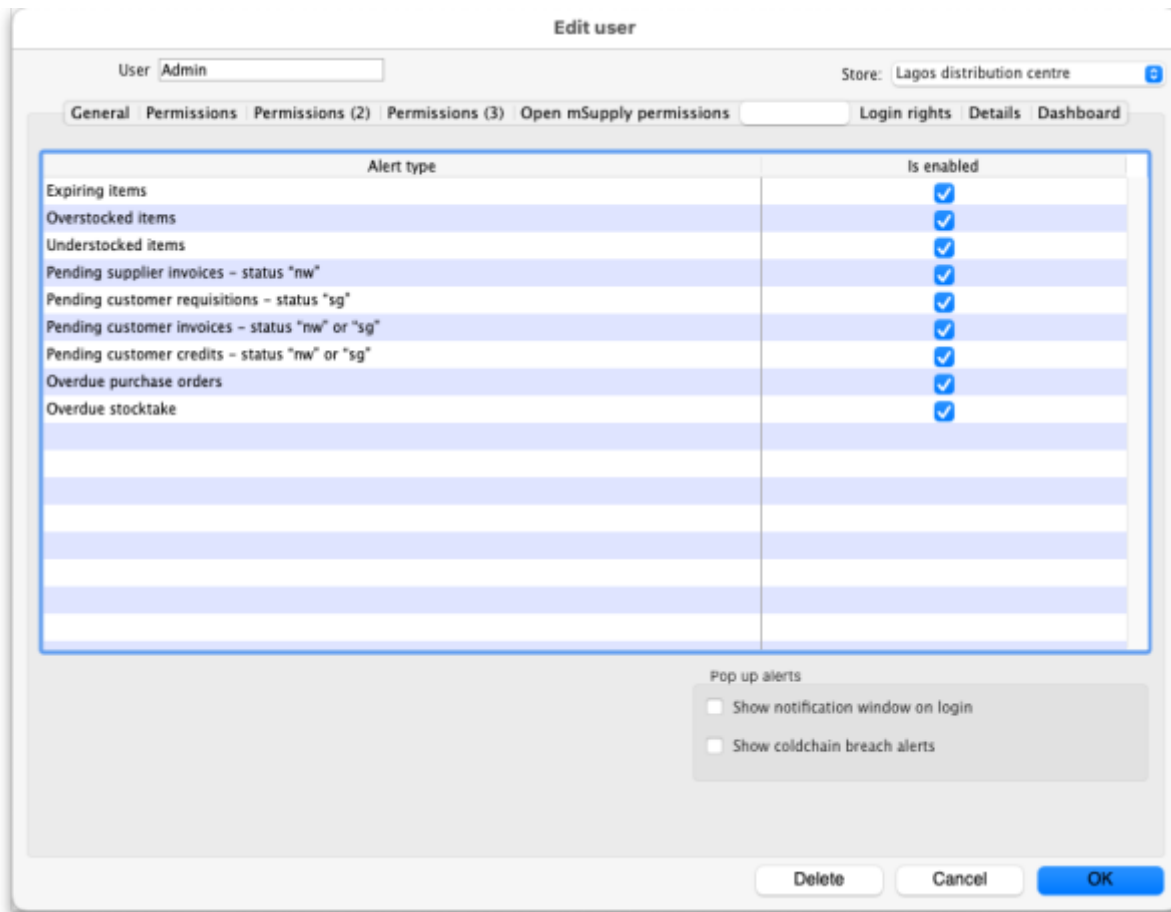 Edit user
User Admin
Store: Lagos distribution centre
General Permissions Permissions (2) Permissions (3) Open mSupply permissions Login rights Details Dashboard
Alert type Is enabled
Expiring items
Overstocked items
Understocked items
Pending supplier invoices – status "nw"
Pending customer requisitions – status "sg"
Pending customer invoices – status "nw" or "sg"
Pending customer credits – status "nw" or "sg"
Overdue purchase orders
Overdue stocktake
Pop up alerts
Show notification window on login
Show coldchain breach alerts
Delete Cancel OK